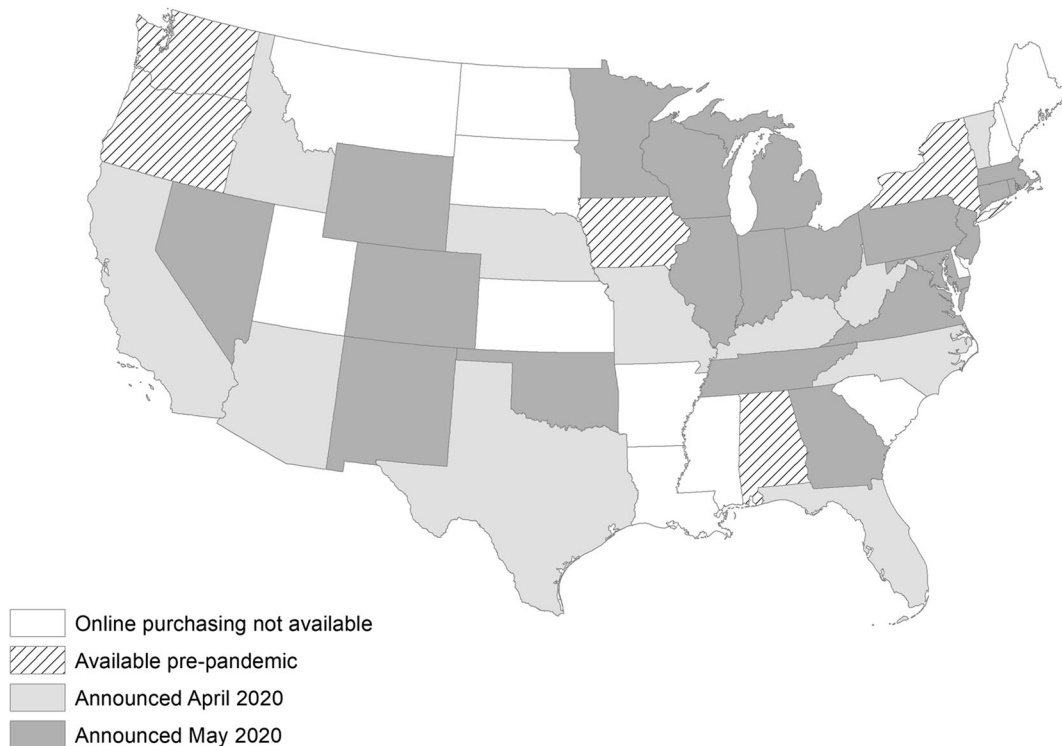 Online purchasing not available
Available pre-pandemic
Announced April 2020
Announced May 2020